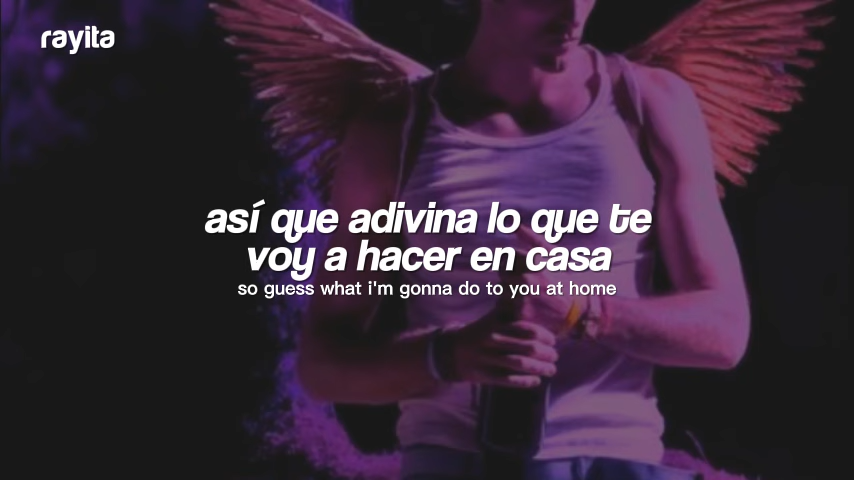 rayita
así que adivina lo que te
voy a hacer en casa
so guess what i'm gonna do to you at home